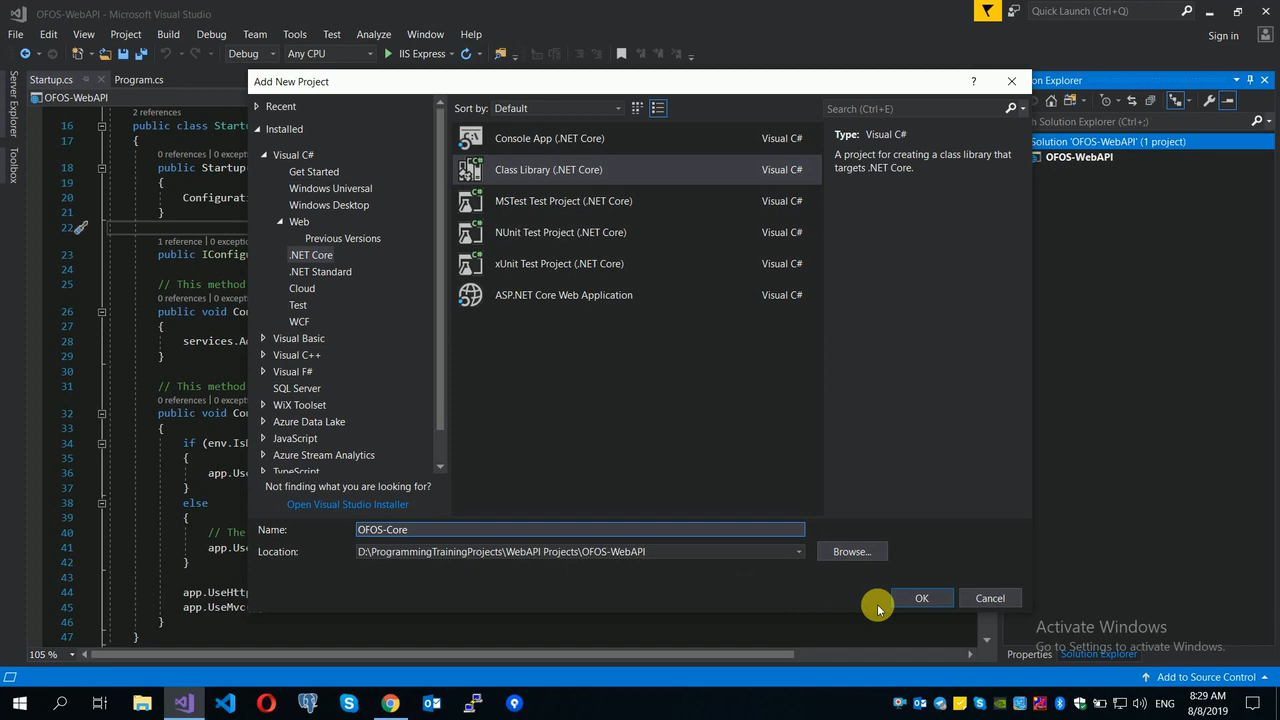 OFOS-WebAPI - Microsoft Visual Studio
Quick Launch (Ctrl+Q)
File Edit View Project Build Debug Team Tools Test Analyze Window Help
Sign in
Debug Any CPU IIS Express
Startup.cs Program.cs
OFOS-WebAPI
Server Explorer
Toolbox
2 references
16 public class Start
17 {
0 references | 0 exceptio
18 public Startup
19 {
20 Configurat
21 }
22
1 reference | 0 exceptio
23 public IConfig
24
25 // This method
0 references | 0 exceptio
26 public void Co
27 {
28 services.Ad
29 }
30
31 // This method
0 references | 0 exceptio
32 public void Co
33 {
34 if (env.Is
35 {
36 app.Use
37 }
38 else
39 {
40 // The
41 app.Use
42 }
43
44 app.UseHttp
45 app.UseMvc
46 }
47 }
105 %
Add New Project
? 
Recent
Installed
Visual C#
Get Started
Windows Universal
Windows Desktop
Web
Previous Versions
.NET Core
.NET Standard
Cloud
Test
WCF
Visual Basic
Visual C++
Visual F#
SQL Server
WiX Toolset
Azure Data Lake
JavaScript
Azure Stream Analytics
TypeScript
Not finding what you are looking for?
Open Visual Studio Installer
Sort by: Default
Console App (.NET Core) Visual C#
Class Library (.NET Core) Visual C#
MSTest Test Project (.NET Core) Visual C#
NUnit Test Project (.NET Core) Visual C#
xUnit Test Project (.NET Core) Visual C#
ASP.NET Core Web Application Visual C#
Search (Ctrl+E)
Type: Visual C#
A project for creating a class library that
targets .NET Core.
Name: OFOS-Core
Location: D:\ProgrammingTrainingProjects\WebAPI Projects\OFOS-WebAPI
Browse...
OK Cancel
on Explorer
Solution Explorer (Ctrl+;)
Solution 'OFOS-WebAPI' (1 project)
OFOS-WebAPI
Activate Windows
Go to Settings to activate Windows.
Properties Solution Explorer
Add to Source Control
ENG
8:29 AM
8/8/2019